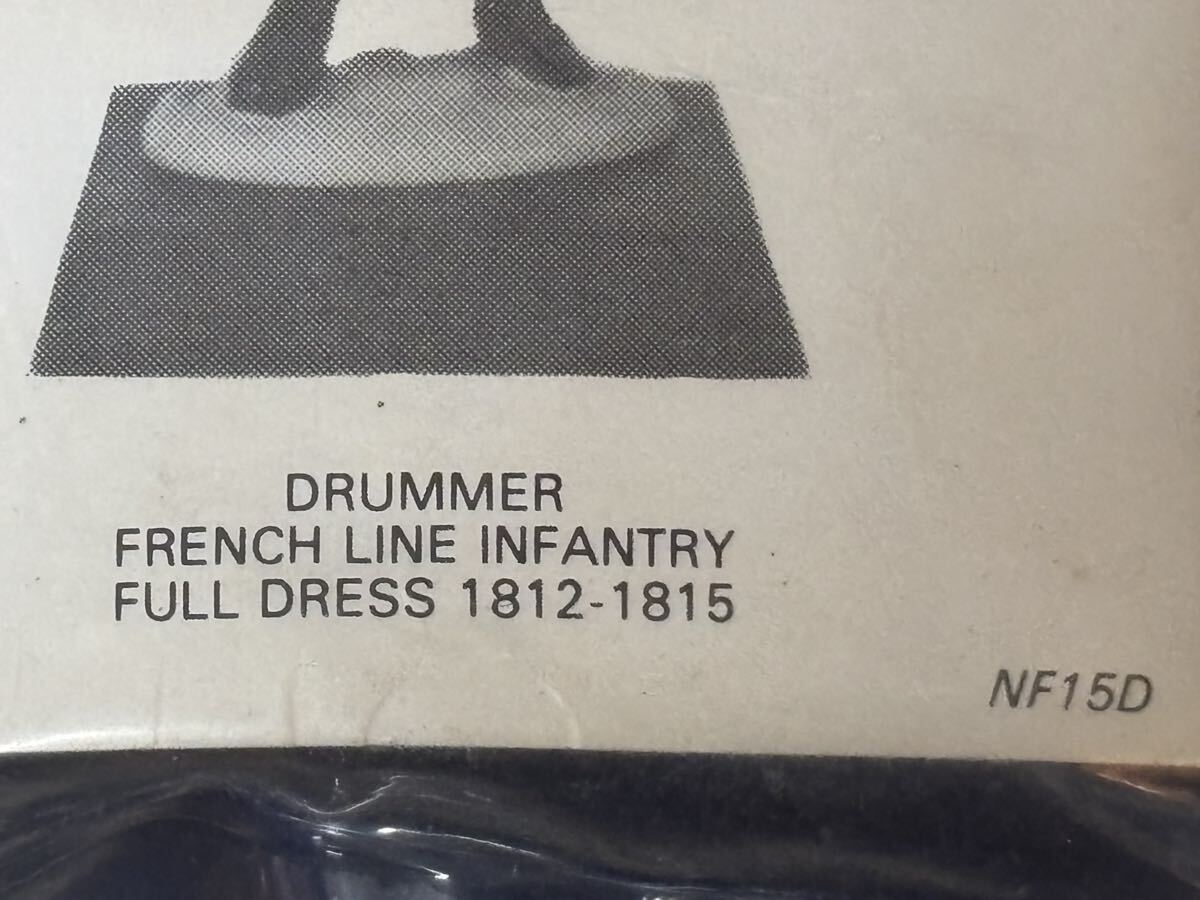 DRUMMER
FRENCH LINE INFANTRY
FULL DRESS 1812-1815
NF15D